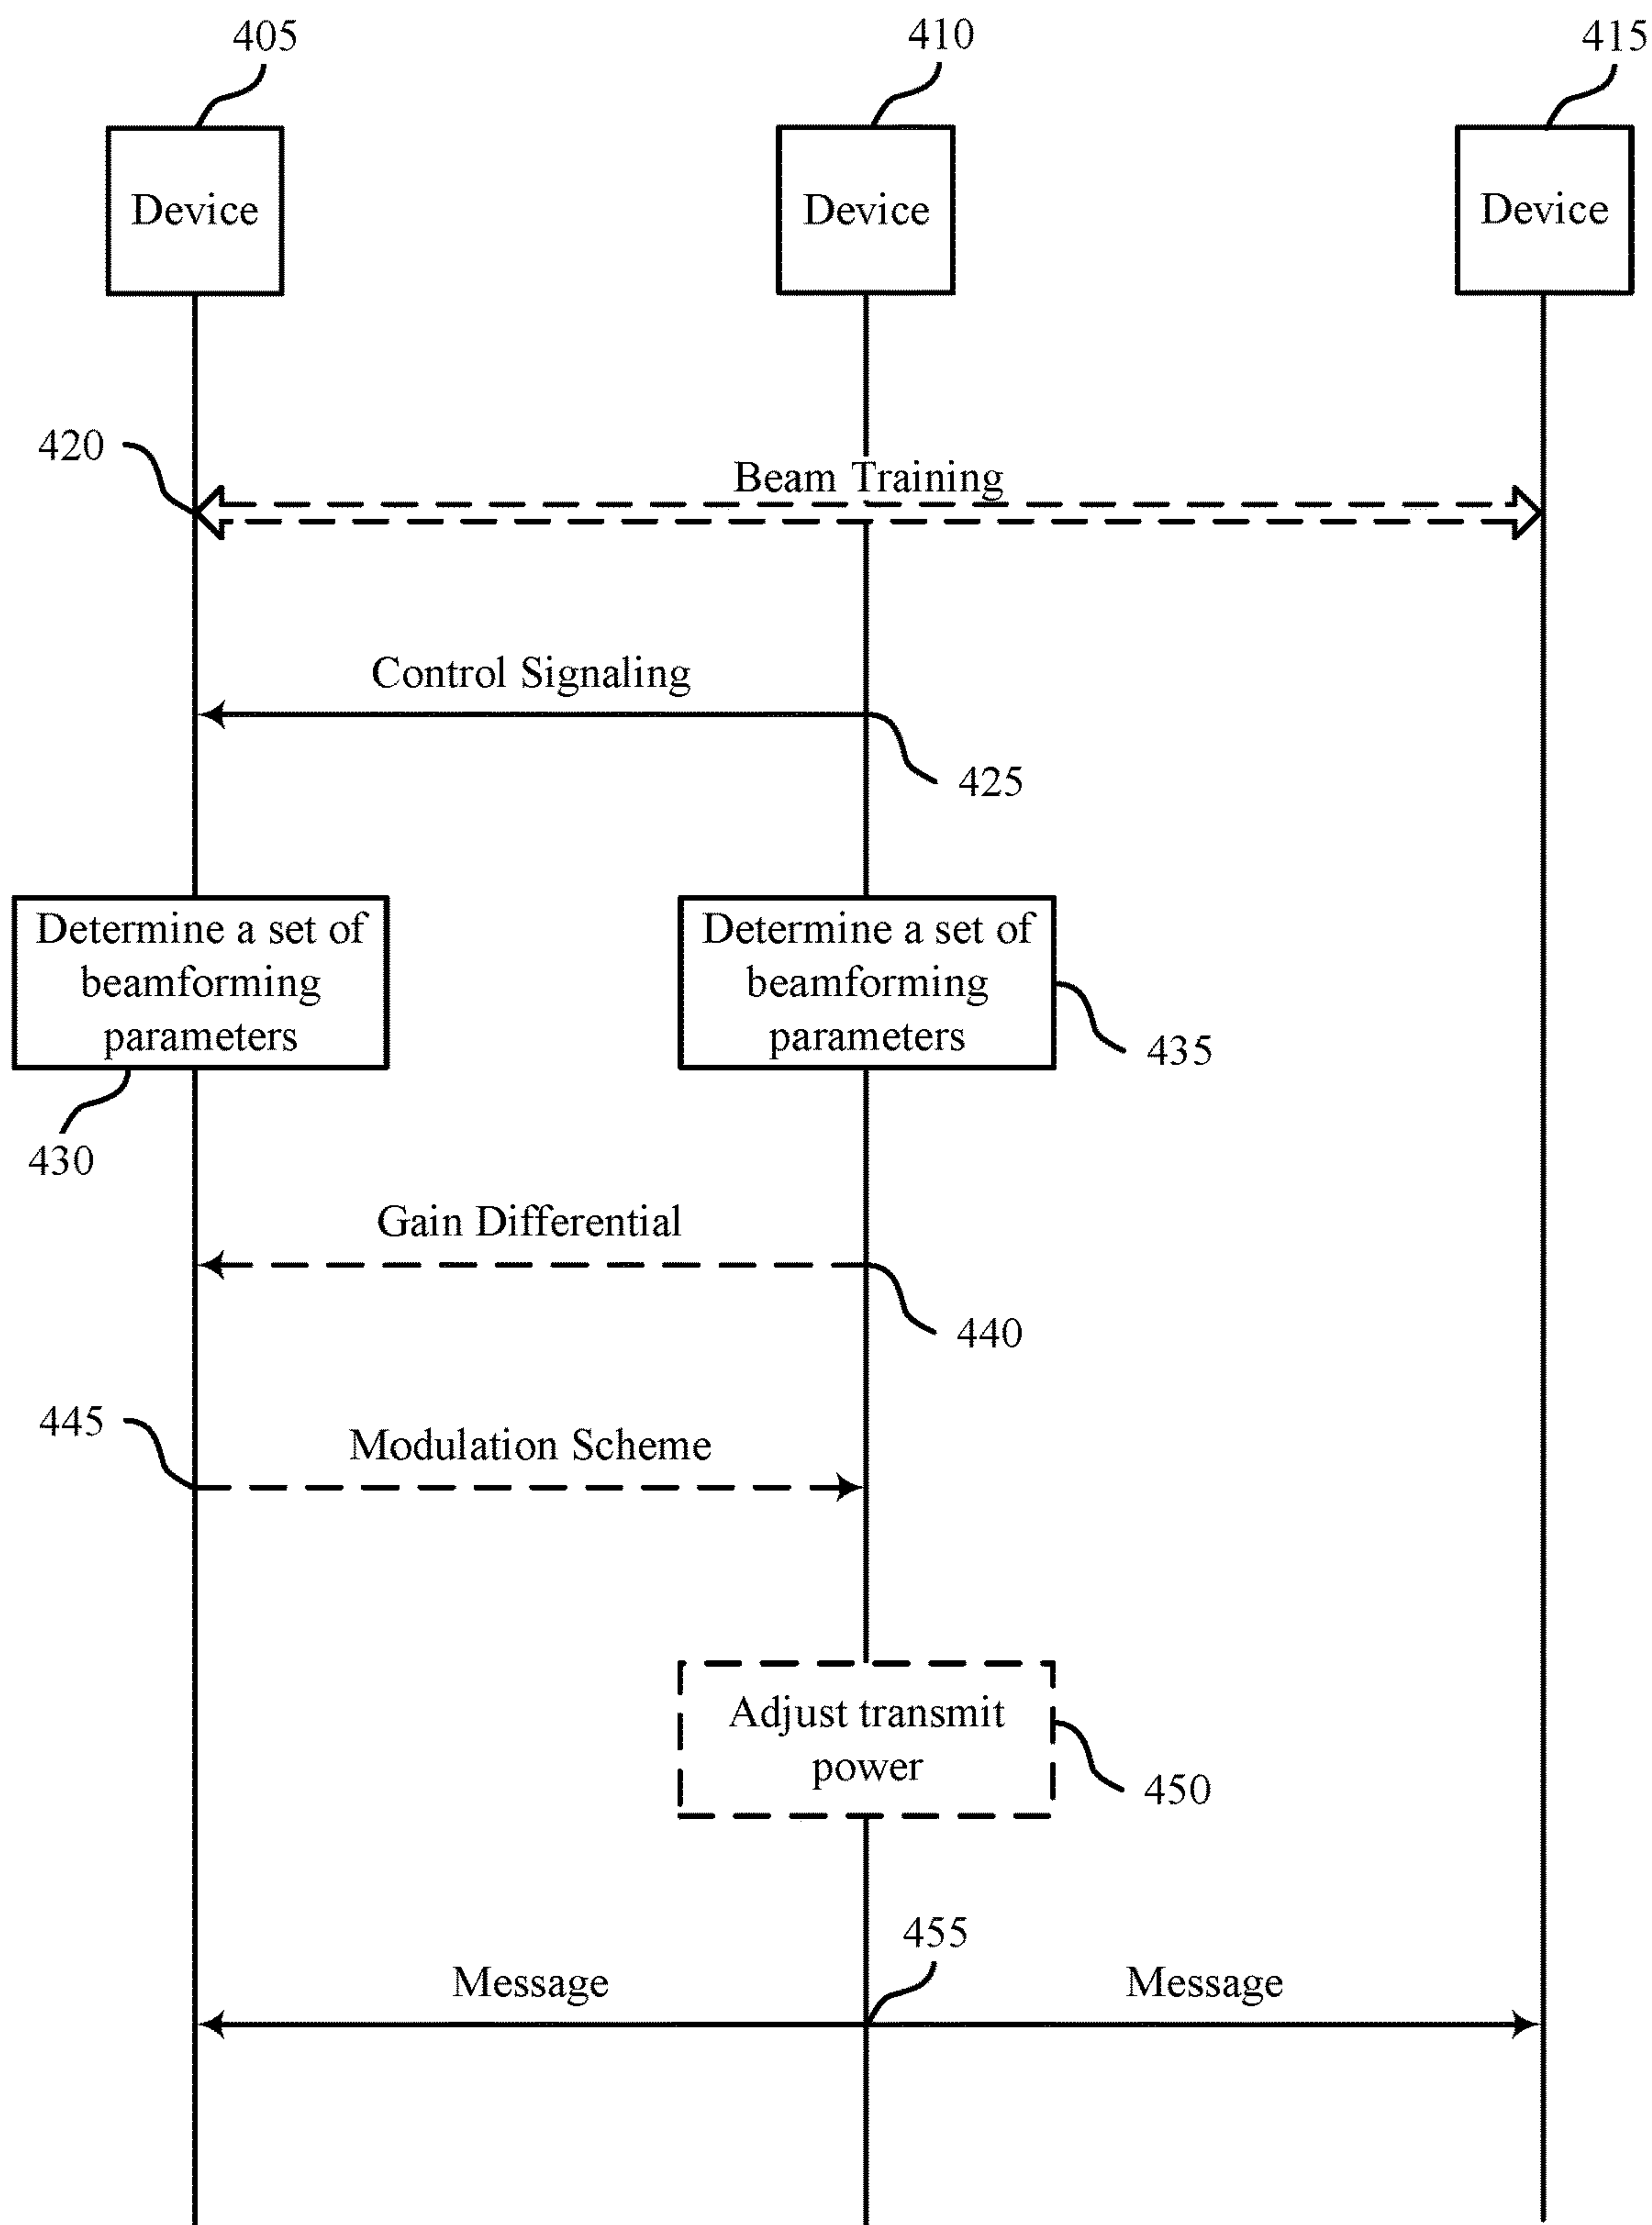 405
410
415
Device
Device
Device
420
Beam Training
Control Signaling
425
Determine a set of
beamforming
parameters
430
Determine a set of
beamforming
parameters
435
Gain Differential
440
445
Modulation Scheme
Adjust transmit
power
450
455
Message
Message